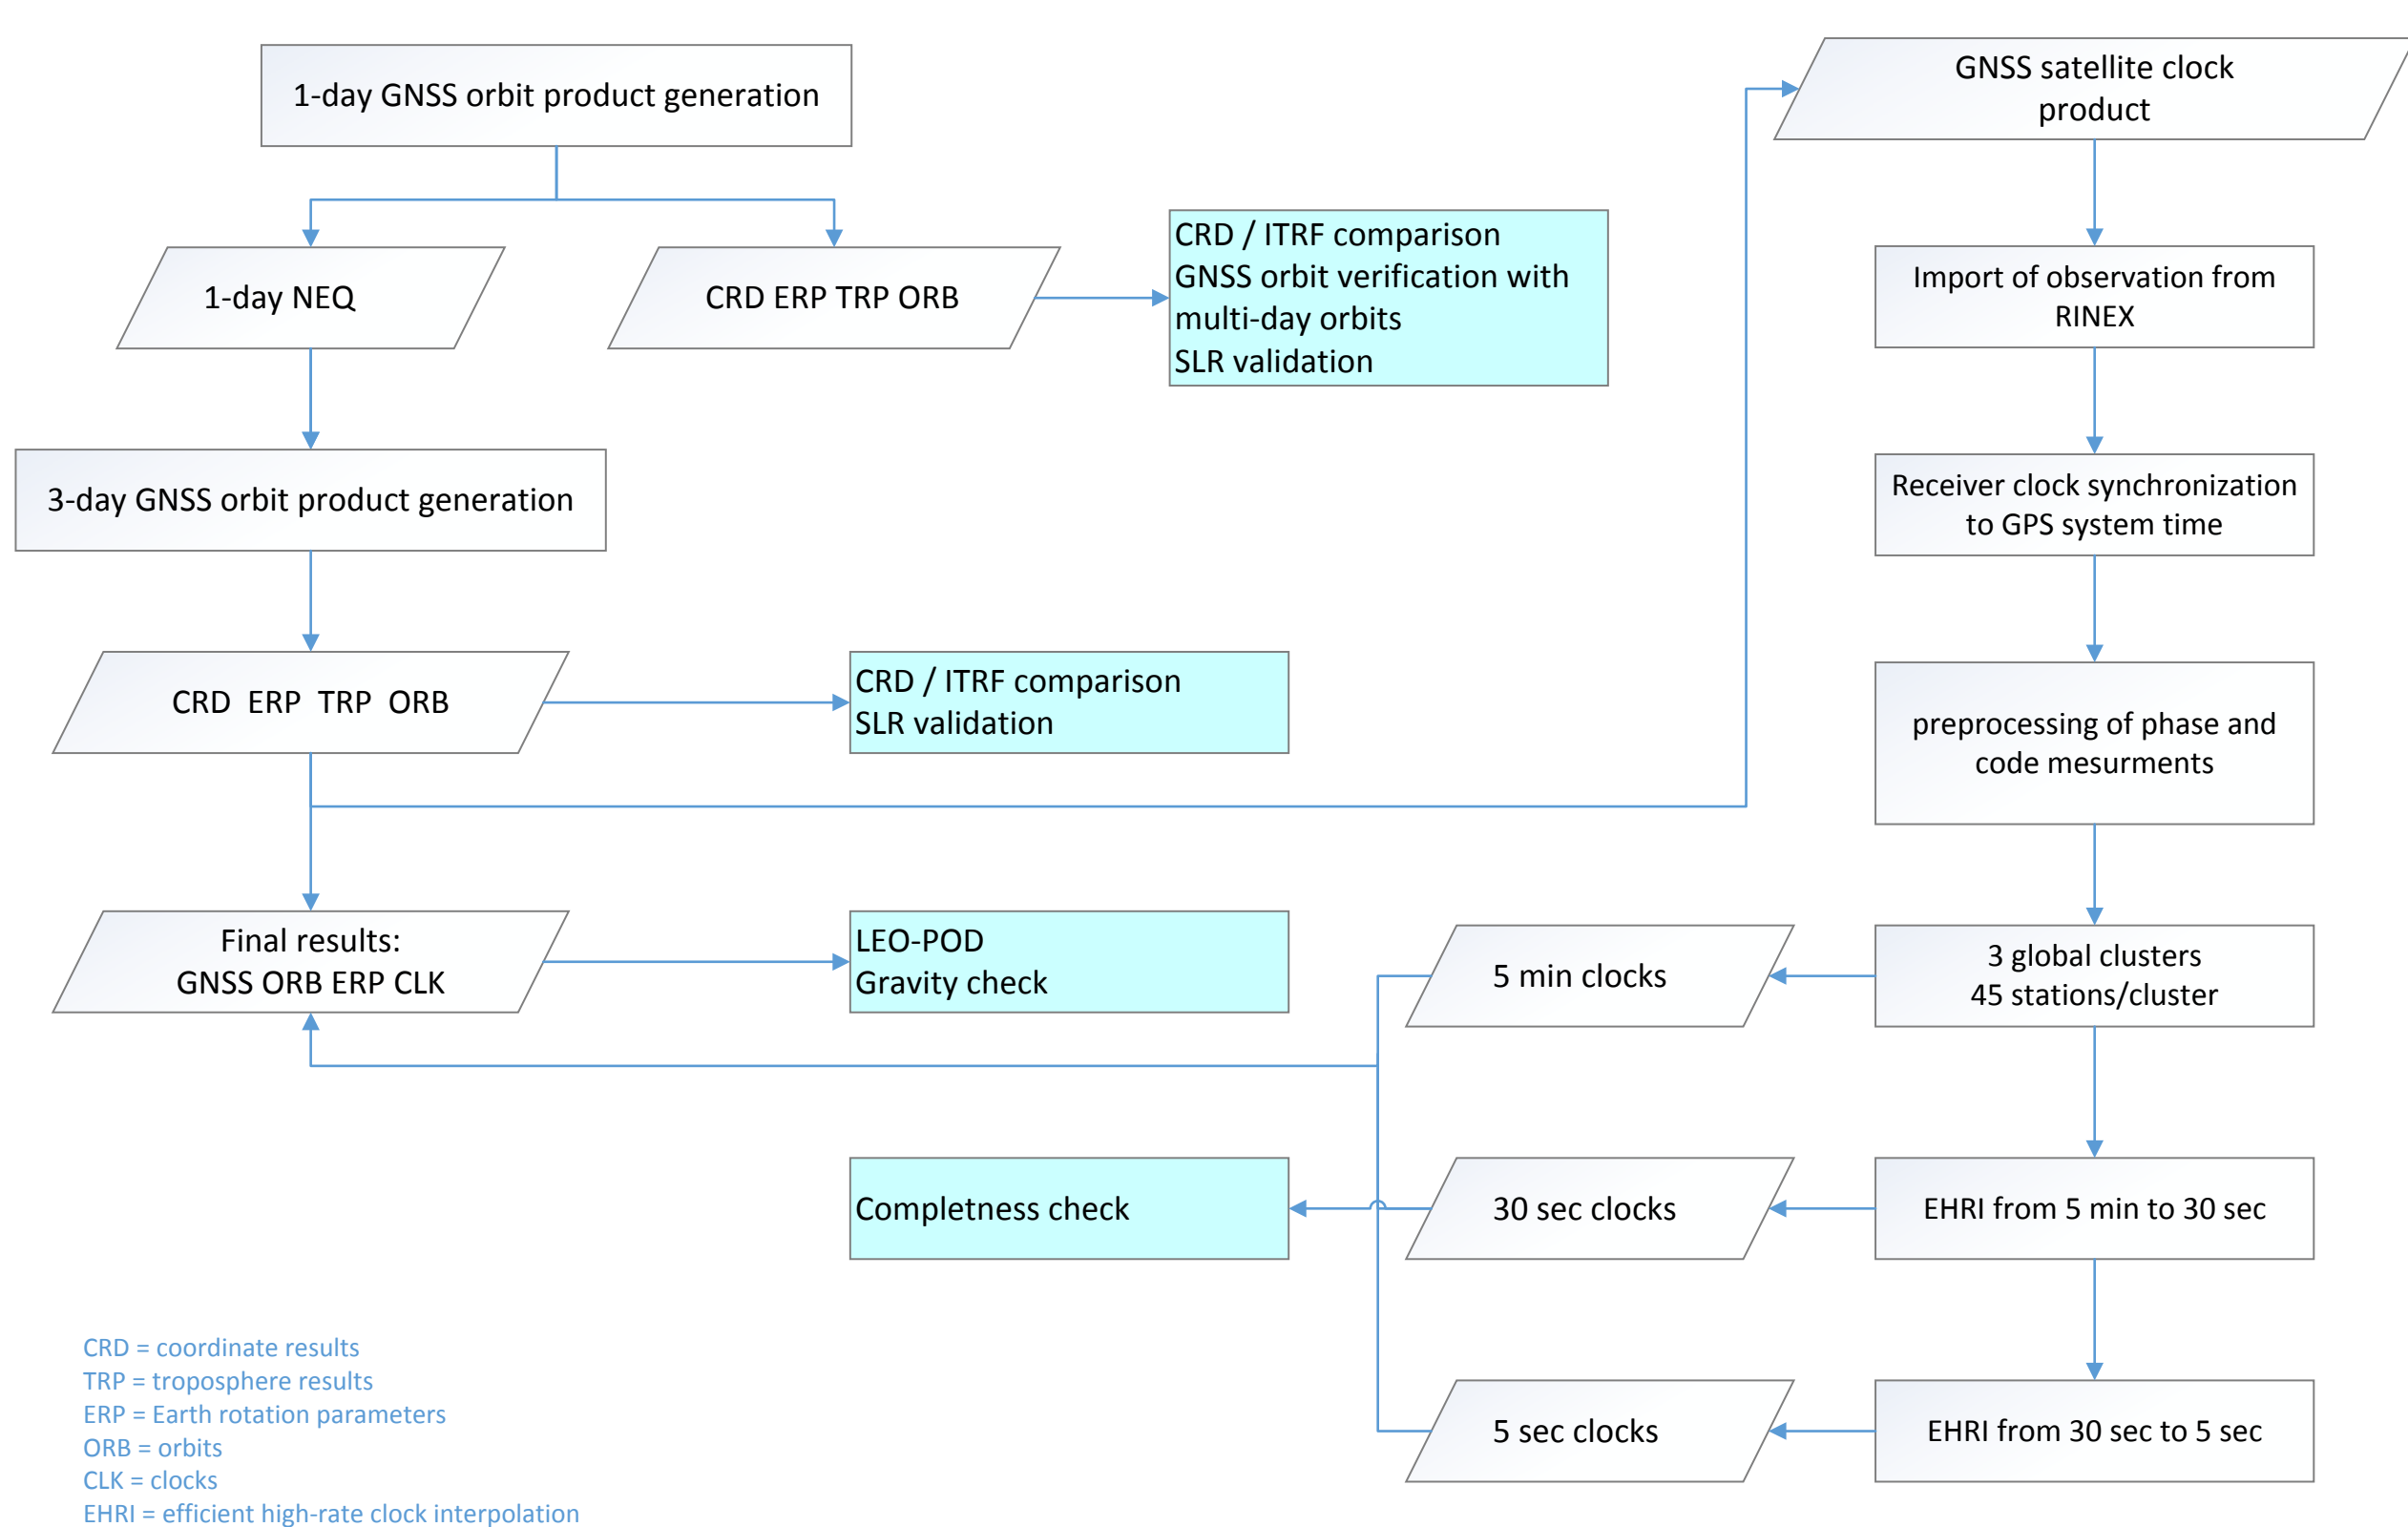 1-day GNSS orbit product generation
GNSS satellite clock
product
1-day NEQ
CRD ERP TRP ORB
CRD / ITRF comparison
GNSS orbit verification with
multi-day orbits
SLR validation
Import of observation from
RINEX
3-day GNSS orbit product generation
Receiver clock synchronization
to GPS system time
CRD ERP TRP ORB
CRD / ITRF comparison
SLR validation
preprocessing of phase and
code mesurments
Final results:
GNSS ORB ERP CLK
LEO-POD
Gravity check
5 min clocks
3 global clusters
45 stations/cluster
Completness check
30 sec clocks
EHRI from 5 min to 30 sec
5 sec clocks
EHRI from 30 sec to 5 sec
CRD = coordinate results
TRP = troposphere results
ERP = Earth rotation parameters
ORB = orbits
CLK = clocks
EHRI = efficient high-rate clock interpolation